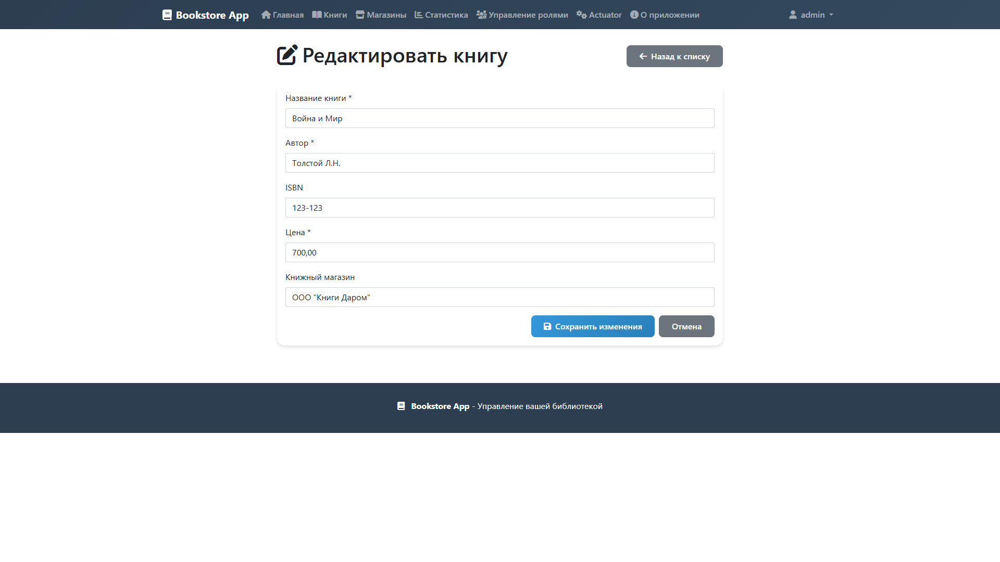 Bookstore App Главная Книги Магазины Статистика Управление ролями Actuator О приложении admin
Редактировать книгу
Назад к списку
Название книги *
Война и Мир
Автор *
Толстой Л.Н.
ISBN
123-123
Цена *
700,00
Книжный магазин
ООО "Книги Даром"
Сохранить изменения Отмена
Bookstore App - Управление вашей библиотекой